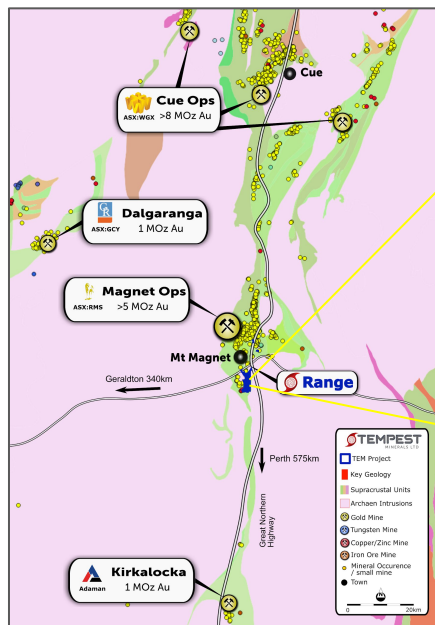 Cue
Cue Ops
ASX:WGX
>8 MOz Au
GR
Dalgaranga
ASX:GCY
1 MOz Au
Magnet Ops
ASX:RMS
>5 MOz Au
Mt Magnet
Range
Geraldton 340km
Perth 575km
Great Northern
Highway
Kirkalocka
Adaman
1 MOz Au
TEMPEST
MINERALS LTD
TEM Project
Key Geology
Supracrustal Units
Archaen Intrusions
Gold Mine
Tungsten Mine
Copper/Zinc Mine
Iron Ore Mine
Mineral Occurence
/ small mine
Town
0
20km